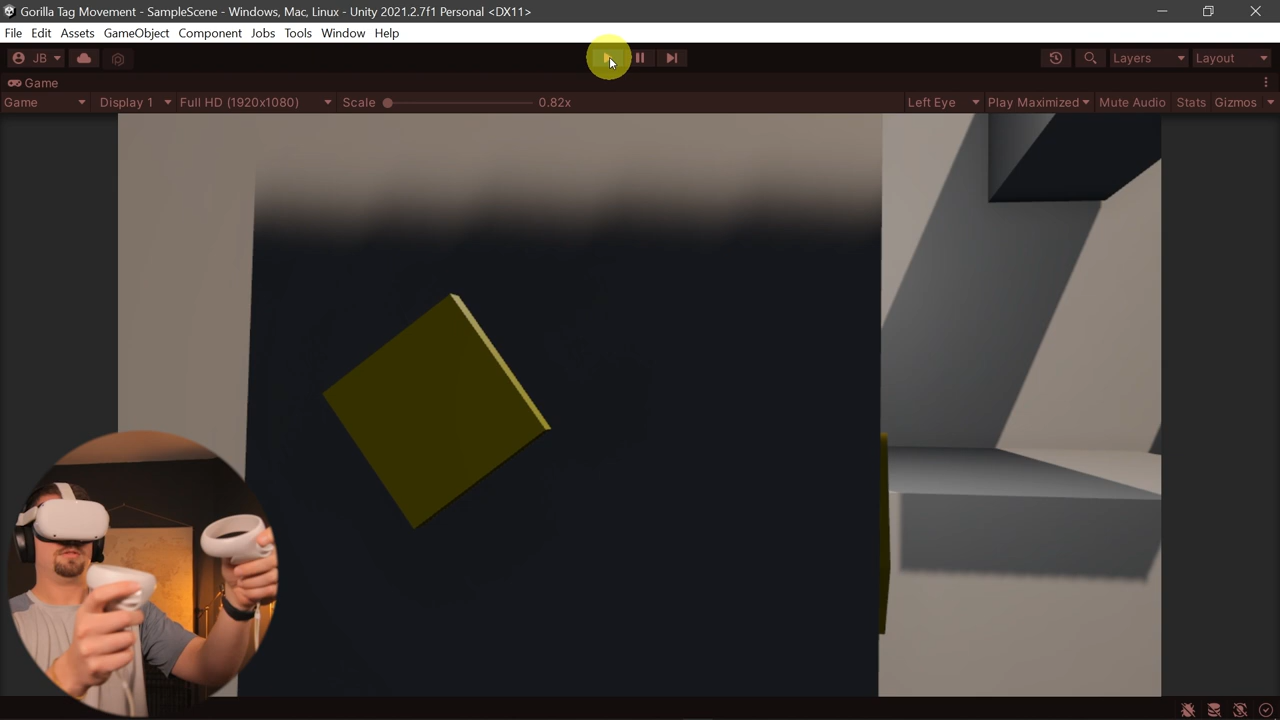 Gorilla Tag Movement - SampleScene - Windows, Mac, Linux - Unity 2021.2.7f1 Personal <DX11>
File Edit Assets GameObject Component Jobs Tools Window Help
JB Layers Layout
Game
Game Display 1 Full HD (1920x1080) Scale 0.82x Left Eye Play Maximized Mute Audio Stats Gizmos